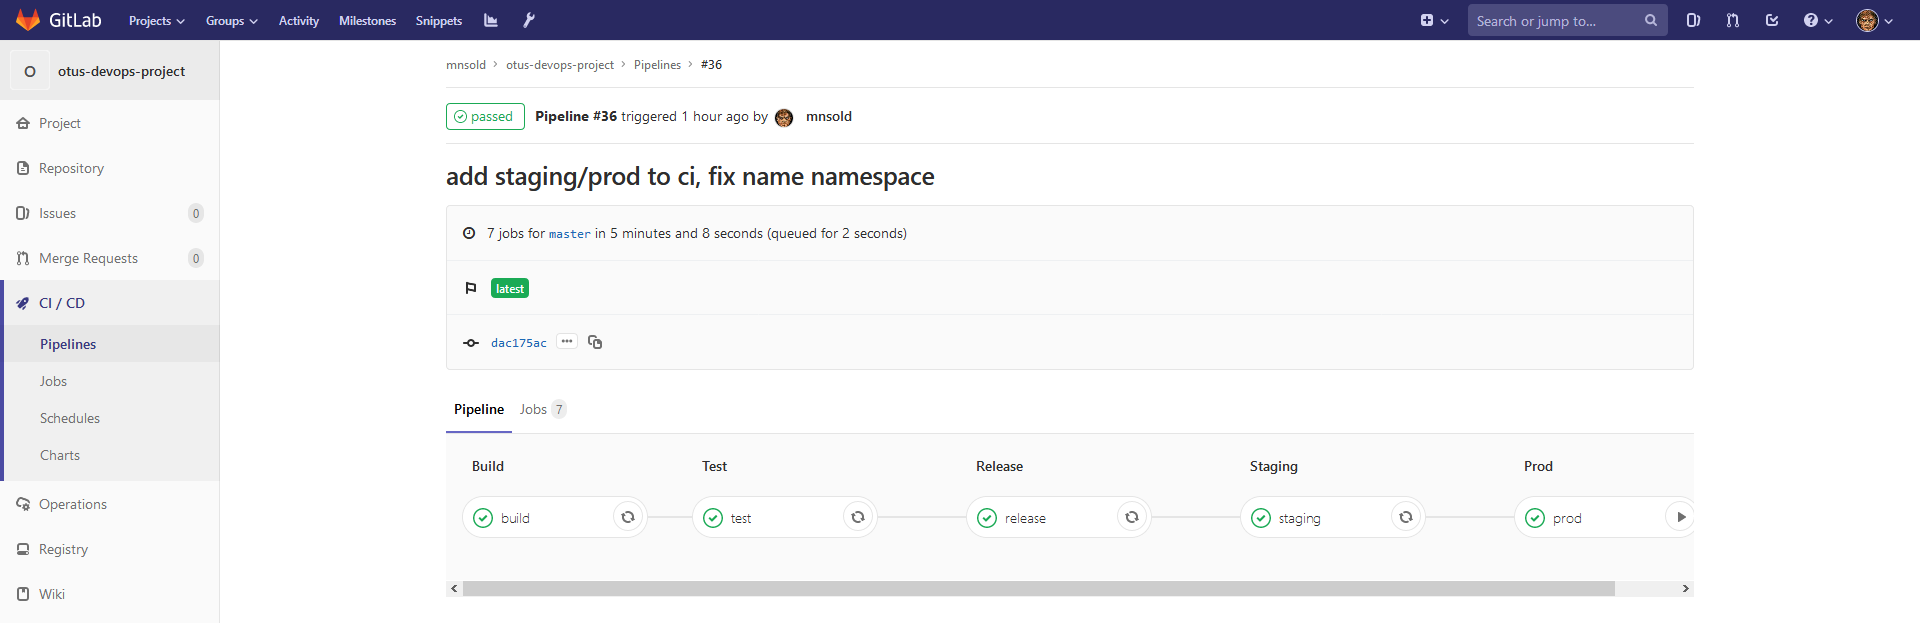 GitLab Projects Groups Activity Milestones Snippets Search or jump to...
O otus-devops-project
Project
Repository
Issues 0
Merge Requests 0
CI / CD
Pipelines
Jobs
Schedules
Charts
Operations
Registry
Wiki
mnsold > otus-devops-project > Pipelines > #36
passed Pipeline #36 triggered 1 hour ago by mnsold
add staging/prod to ci, fix name namespace
7 jobs for master in 5 minutes and 8 seconds (queued for 2 seconds)
latest
dac175ac ...
Pipeline Jobs 7
Build Test Release Staging Prod
build test release staging prod